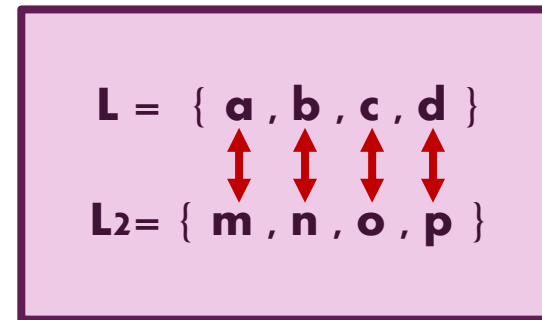 L = { a , b , c , d }
L2= { m , n , o , p }